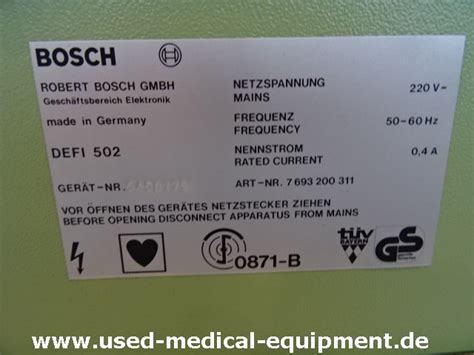 BOSCH
ROBERT BOSCH GMBH
Geschäftsbereich Elektronik
made in Germany
DEFI 502
GERÄT-NR.
NETZSPANNUNG 220 V~
MAINS
FREQUENZ 50-60 Hz
FREQUENCY
NENNSTROM 0,4 A
RATED CURRENT
ART-NR. 7 693 200 311
VOR ÖFFNEN DES GERÄTES NETZSTECKER ZIEHEN
BEFORE OPENING DISCONNECT APPARATUS FROM MAINS
0871-B
tüv
BAYERN
GS
www.used-medical-equipment.de